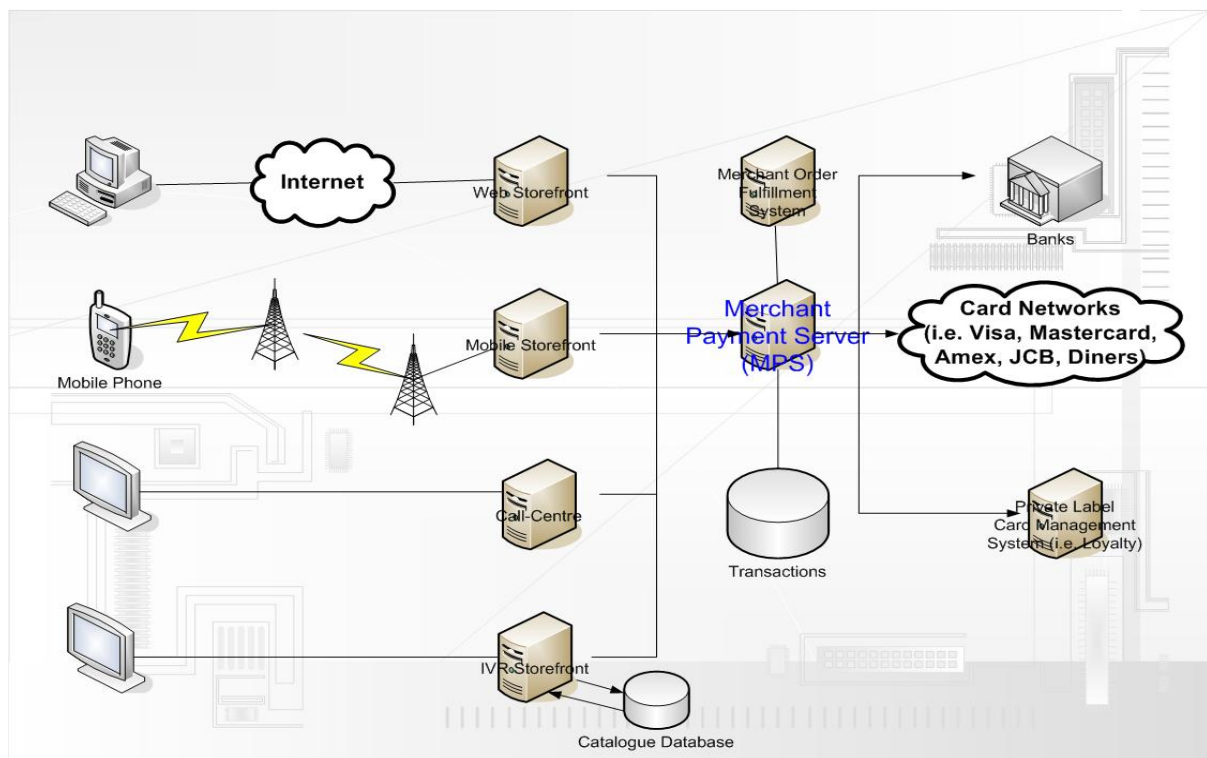 Internet
Web Storefront
Merchant Order
Fulfillment
System
Banks
Mobile Phone
Mobile Storefront
Merchant
Payment Server
(MPS)
Card Networks
(i.e. Visa, Mastercard,
Amex, JCB, Diners)
Call-Centre
Transactions
Private Label
Card Management
System (i.e. Loyalty)
IVR Storefront
Catalogue Database